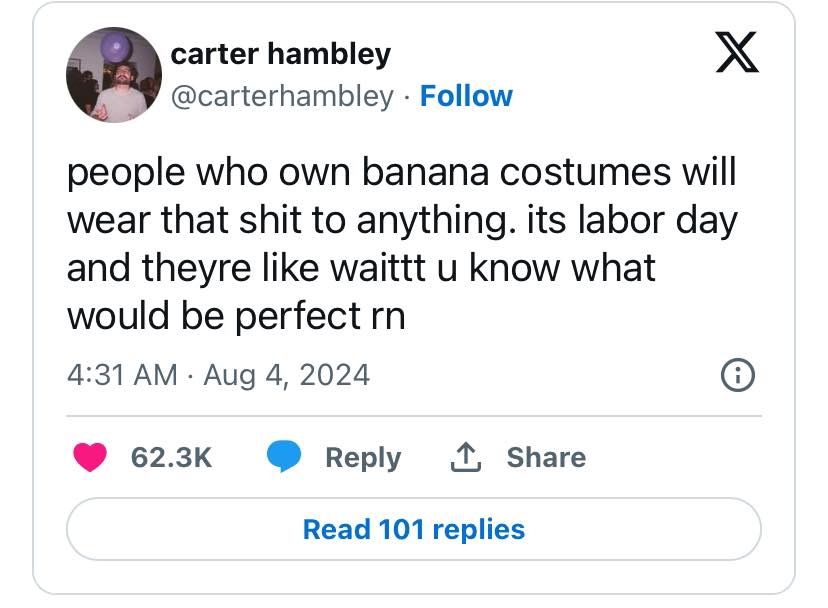 carter hambley
@carterhambley · Follow
people who own banana costumes will
wear that shit to anything. its labor day
and theyre like waittt u know what
would be perfect rn
4:31 AM · Aug 4, 2024
62.3K Reply Share
Read 101 replies